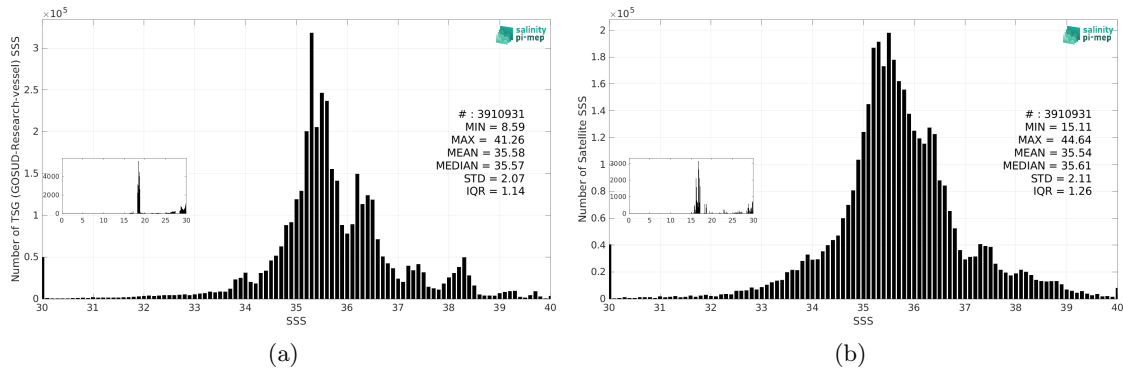 ×10⁵
salinity
pi-mep
Number of TSG (GOSUD-Research-vessel) SSS
3
2.5
2
1.5
1
0.5
0
# : 3910931
MIN = 8.59
MAX = 41.26
MEAN = 35.58
MEDIAN = 35.57
STD = 2.07
IQR = 1.14
4000
2000
0
0 5 10 15 20 25 30
30 31 32 33 34 35 36 37 38 39 40
SSS
(a)
×10⁵
salinity
pi-mep
Number of Satellite SSS
2
1.8
1.6
1.4
1.2
1
0.8
0.6
0.4
0.2
0
# : 3910931
MIN = 15.11
MAX = 44.64
MEAN = 35.54
MEDIAN = 35.61
STD = 2.11
IQR = 1.26
3000
2000
1000
0
0 5 10 15 20 25 30
30 31 32 33 34 35 36 37 38 39 40
SSS
(b)